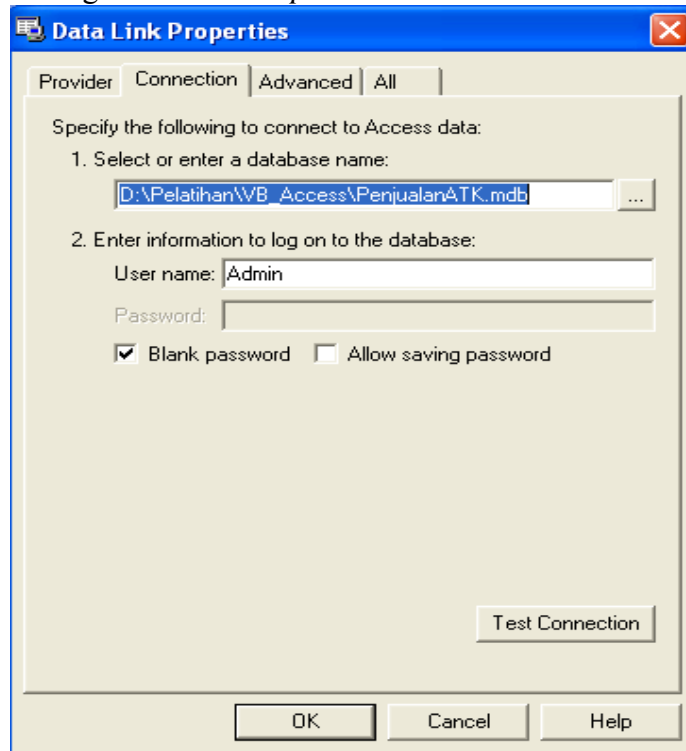 Data Link Properties
Provider Connection Advanced All
Specify the following to connect to Access data:
1. Select or enter a database name:
D:\Pelatihan\VB_Access\PenjualanATK.mdb ...
2. Enter information to log on to the database:
User name: Admin
Password:
Blank password Allow saving password
Test Connection
OK Cancel Help